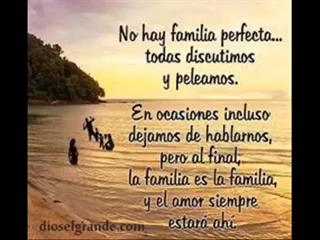 No hay familia perfecta...
todas discutimos
y peleamos.
En ocasiones incluso
dejamos de hablarnos,
pero al final,
la familia es la familia,
y el amor siempre
estará ahí.
dioselgrande.com